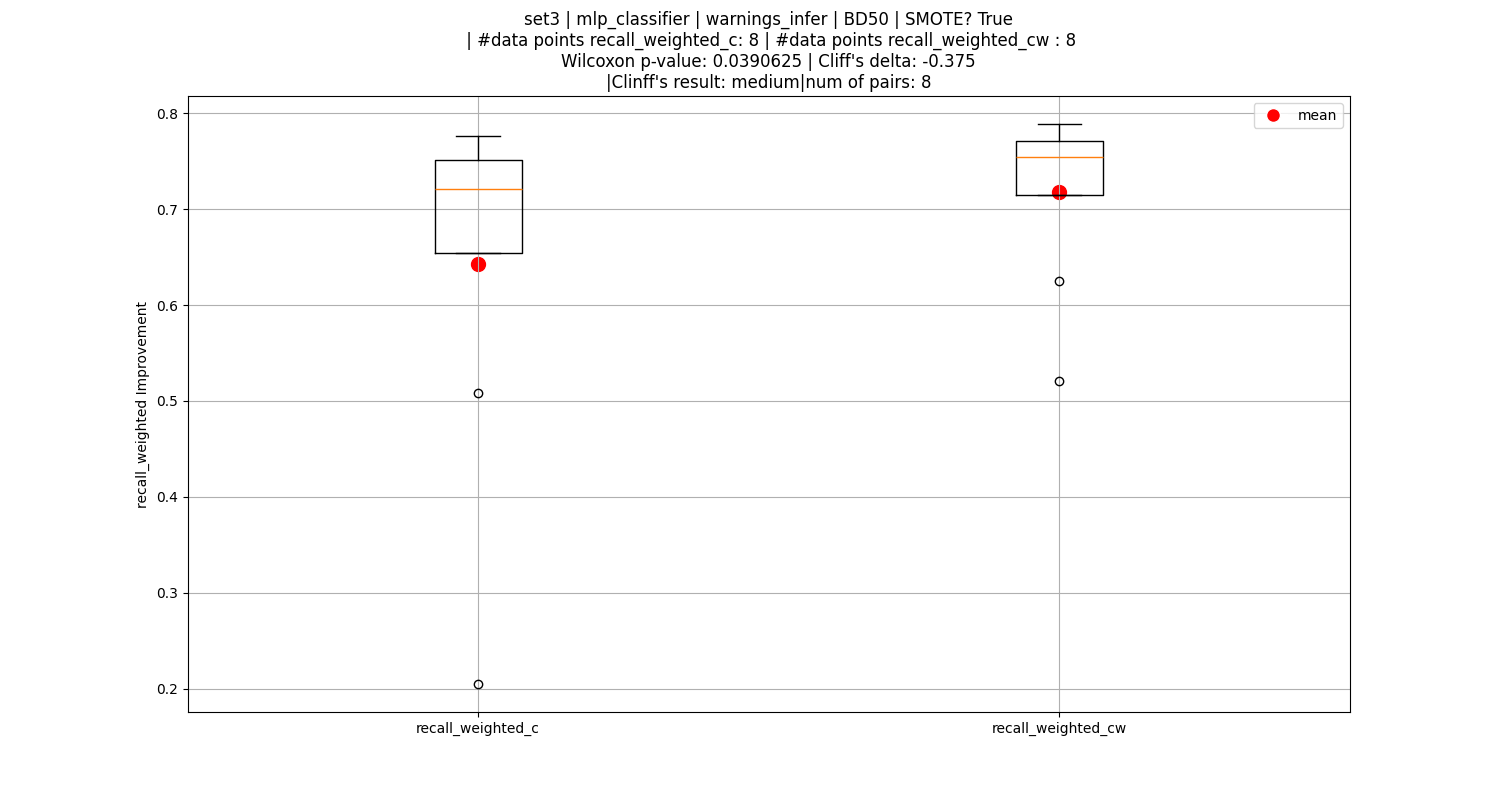 set3 | mlp_classifier | warnings_infer | BD50 | SMOTE? True
| #data points recall_weighted_c: 8 | #data points recall_weighted_cw : 8
Wilcoxon p-value: 0.0390625 | Cliff's delta: -0.375
|Clinff's result: medium|num of pairs: 8
mean
0.8
0.7
0.6
0.5
0.4
0.3
0.2
recall_weighted Improvement
recall_weighted_c
recall_weighted_cw